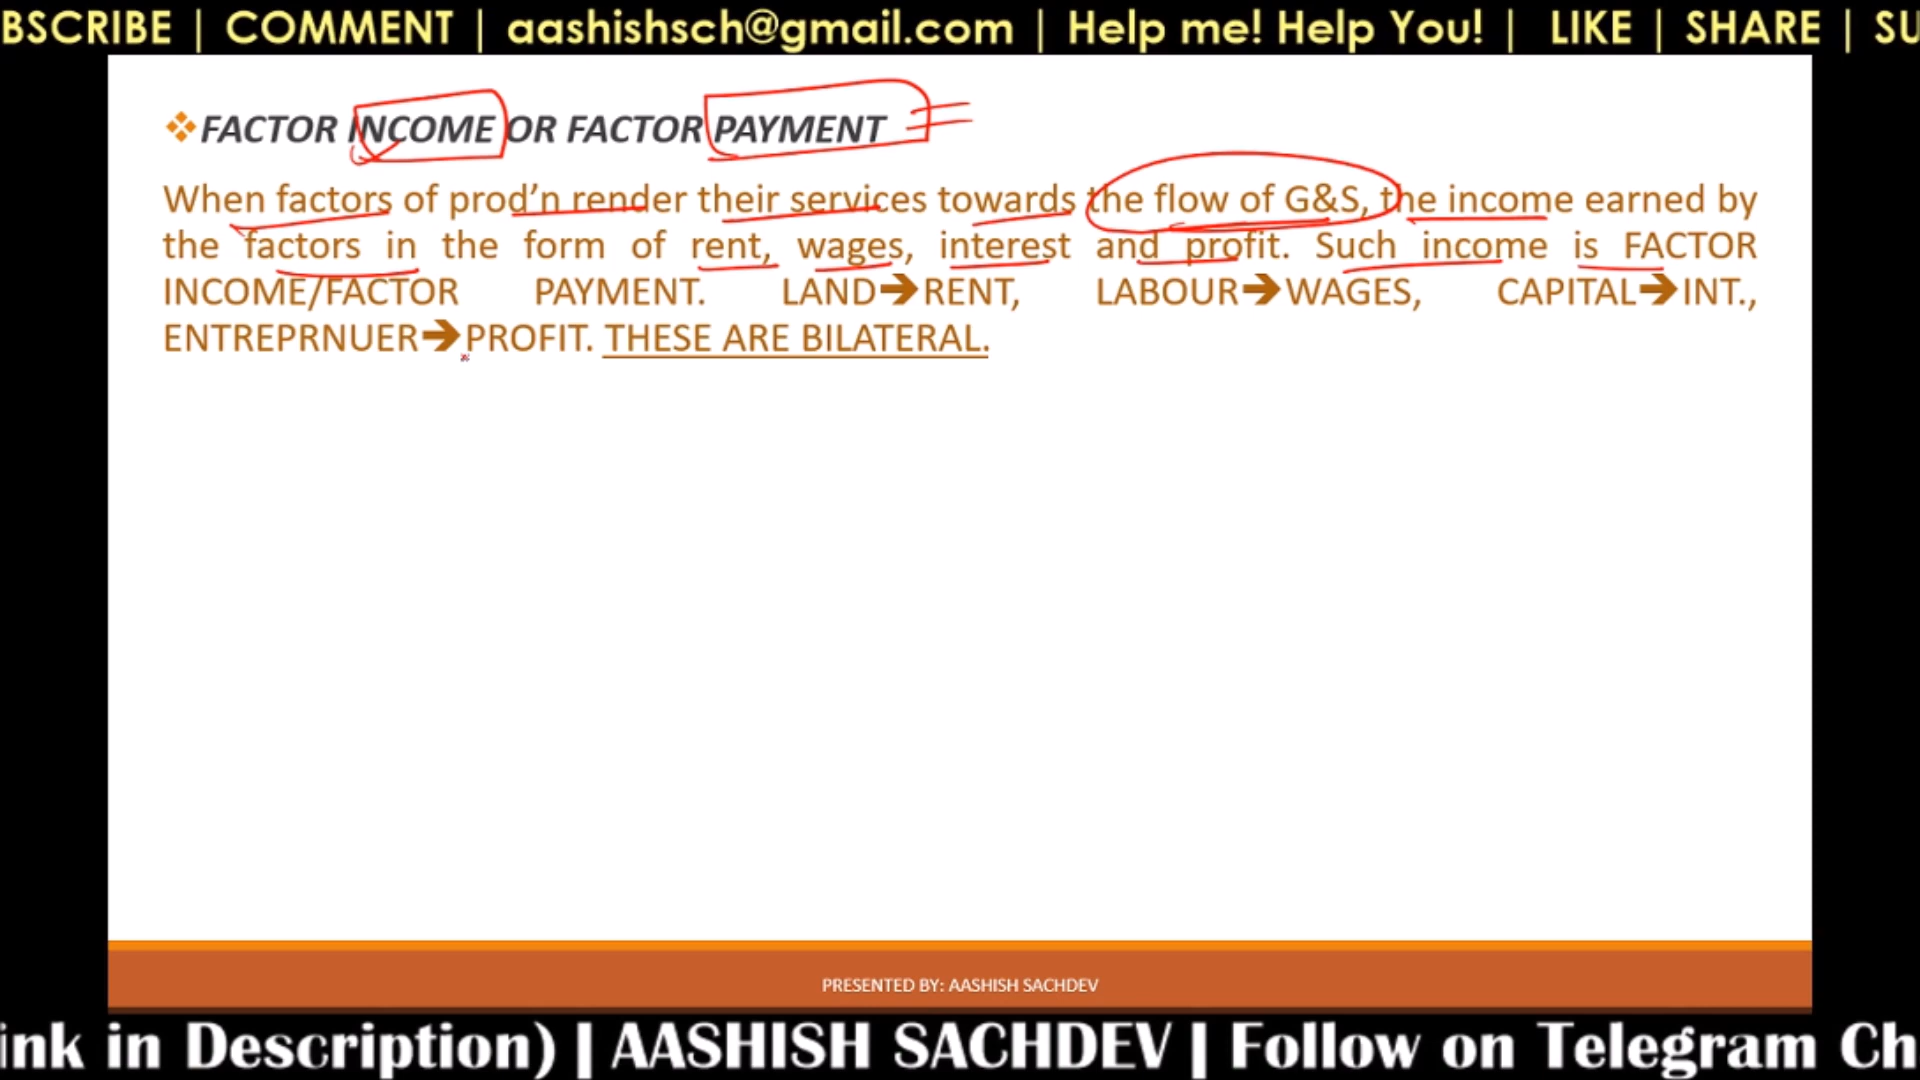 BSCRIBE | COMMENT | aashishsch@gmail.com | Help me! Help You! | LIKE | SHARE | SU
FACTOR INCOME OR FACTOR PAYMENT
When factors of prod’n render their services towards the flow of G&S, the income earned by
the factors in the form of rent, wages, interest and profit. Such income is FACTOR
INCOME/FACTOR PAYMENT. LAND➔RENT, LABOUR➔WAGES, CAPITAL➔INT.,
ENTREPRNUER➔PROFIT. THESE ARE BILATERAL.
PRESENTED BY: AASHISH SACHDEV
ink in Description) | AASHISH SACHDEV | Follow on Telegram Ch